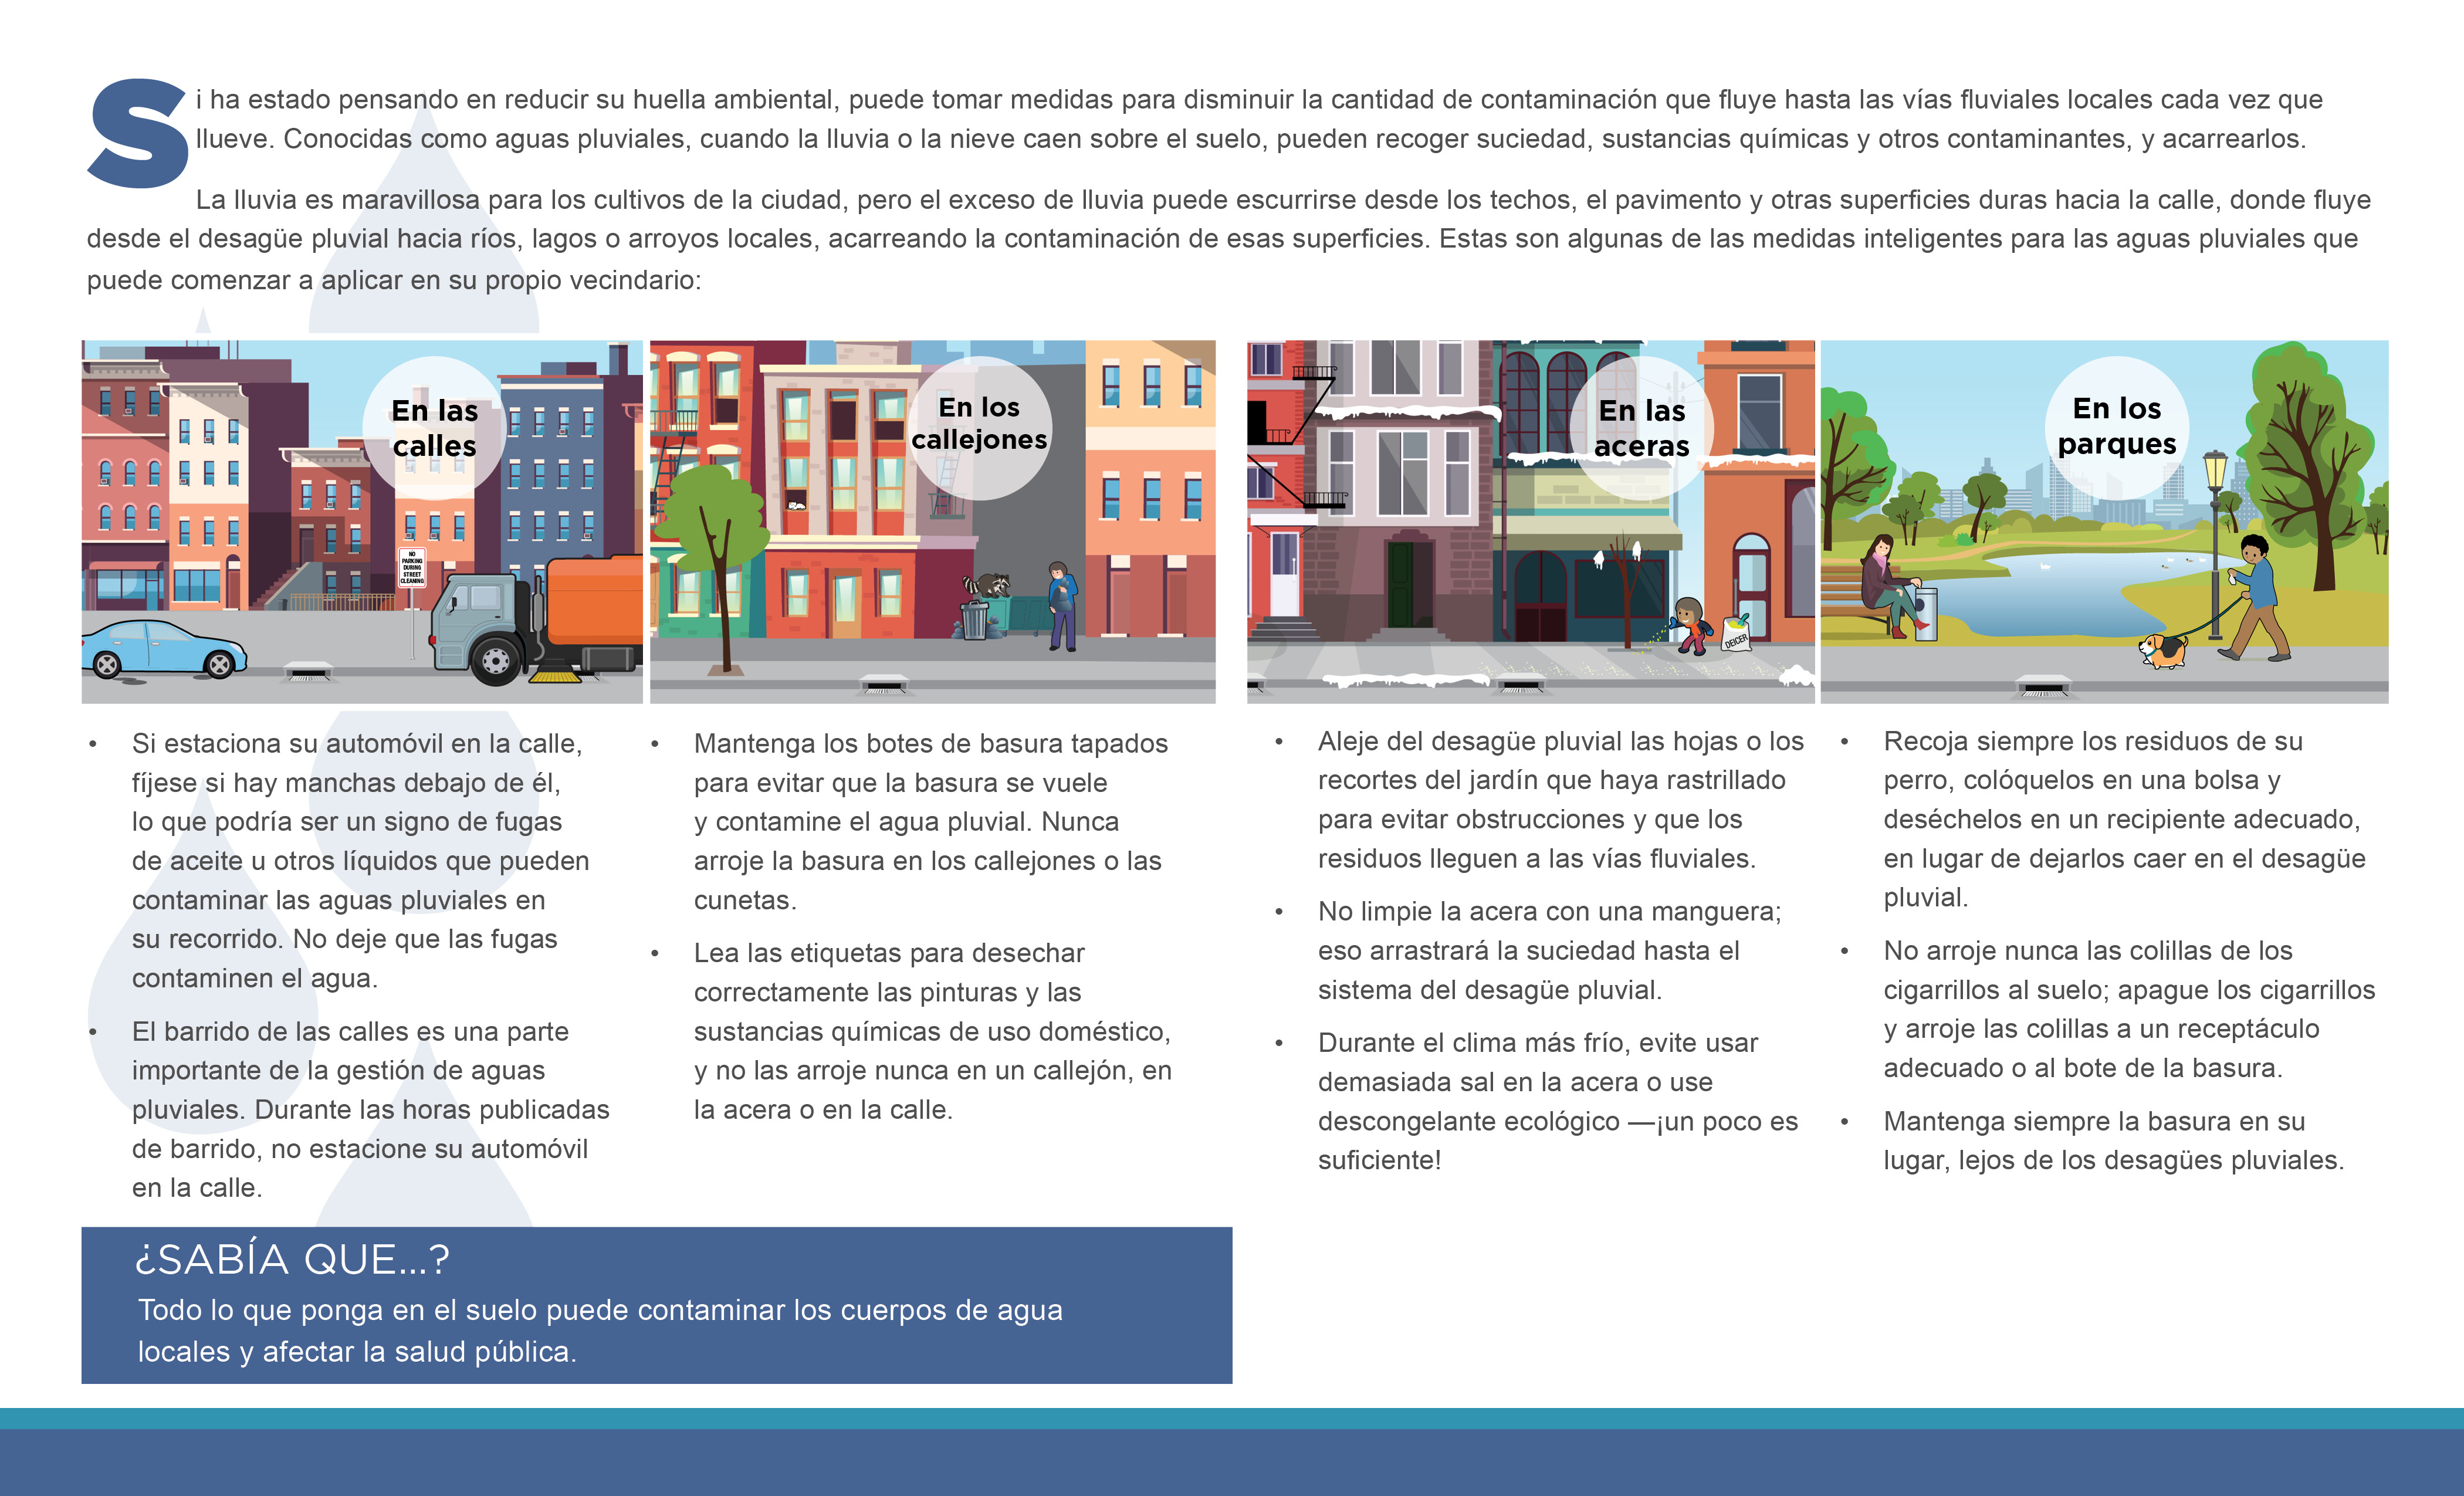 Si ha estado pensando en reducir su huella ambiental, puede tomar medidas para disminuir la cantidad de contaminación que fluye hasta las vías fluviales locales cada vez que
llueve. Conocidas como aguas pluviales, cuando la lluvia o la nieve caen sobre el suelo, pueden recoger suciedad, sustancias químicas y otros contaminantes, y acarrearlos.
La lluvia es maravillosa para los cultivos de la ciudad, pero el exceso de lluvia puede escurrirse desde los techos, el pavimento y otras superficies duras hacia la calle, donde fluye
desde el desagüe pluvial hacia ríos, lagos o arroyos locales, acarreando la contaminación de esas superficies. Estas son algunas de las medidas inteligentes para las aguas pluviales que
puede comenzar a aplicar en su propio vecindario:
En las
calles
NO
PARKING
DURING
STREET
CLEANING
• Si estaciona su automóvil en la calle,
fíjese si hay manchas debajo de él,
lo que podría ser un signo de fugas
de aceite u otros líquidos que pueden
contaminar las aguas pluviales en
su recorrido. No deje que las fugas
contaminen el agua.
• El barrido de las calles es una parte
importante de la gestión de aguas
pluviales. Durante las horas publicadas
de barrido, no estacione su automóvil
en la calle.
En los
callejones
• Mantenga los botes de basura tapados
para evitar que la basura se vuele
y contamine el agua pluvial. Nunca
arroje la basura en los callejones o las
cunetas.
• Lea las etiquetas para desechar
correctamente las pinturas y las
sustancias químicas de uso doméstico,
y no las arroje nunca en un callejón, en
la acera o en la calle.
En las
aceras
DEICER
• Aleje del desagüe pluvial las hojas o los
recortes del jardín que haya rastrillado
para evitar obstrucciones y que los
residuos lleguen a las vías fluviales.
• No limpie la acera con una manguera;
eso arrastrará la suciedad hasta el
sistema del desagüe pluvial.
• Durante el clima más frío, evite usar
demasiada sal en la acera o use
descongelante ecológico —¡un poco es
suficiente!
En los
parques
• Recoja siempre los residuos de su
perro, colóquelos en una bolsa y
deséchelos en un recipiente adecuado,
en lugar de dejarlos caer en el desagüe
pluvial.
• No arroje nunca las colillas de los
cigarrillos al suelo; apague los cigarrillos
y arroje las colillas a un receptáculo
adecuado o al bote de la basura.
• Mantenga siempre la basura en su
lugar, lejos de los desagües pluviales.
¿SABÍA QUE...?
Todo lo que ponga en el suelo puede contaminar los cuerpos de agua
locales y afectar la salud pública.